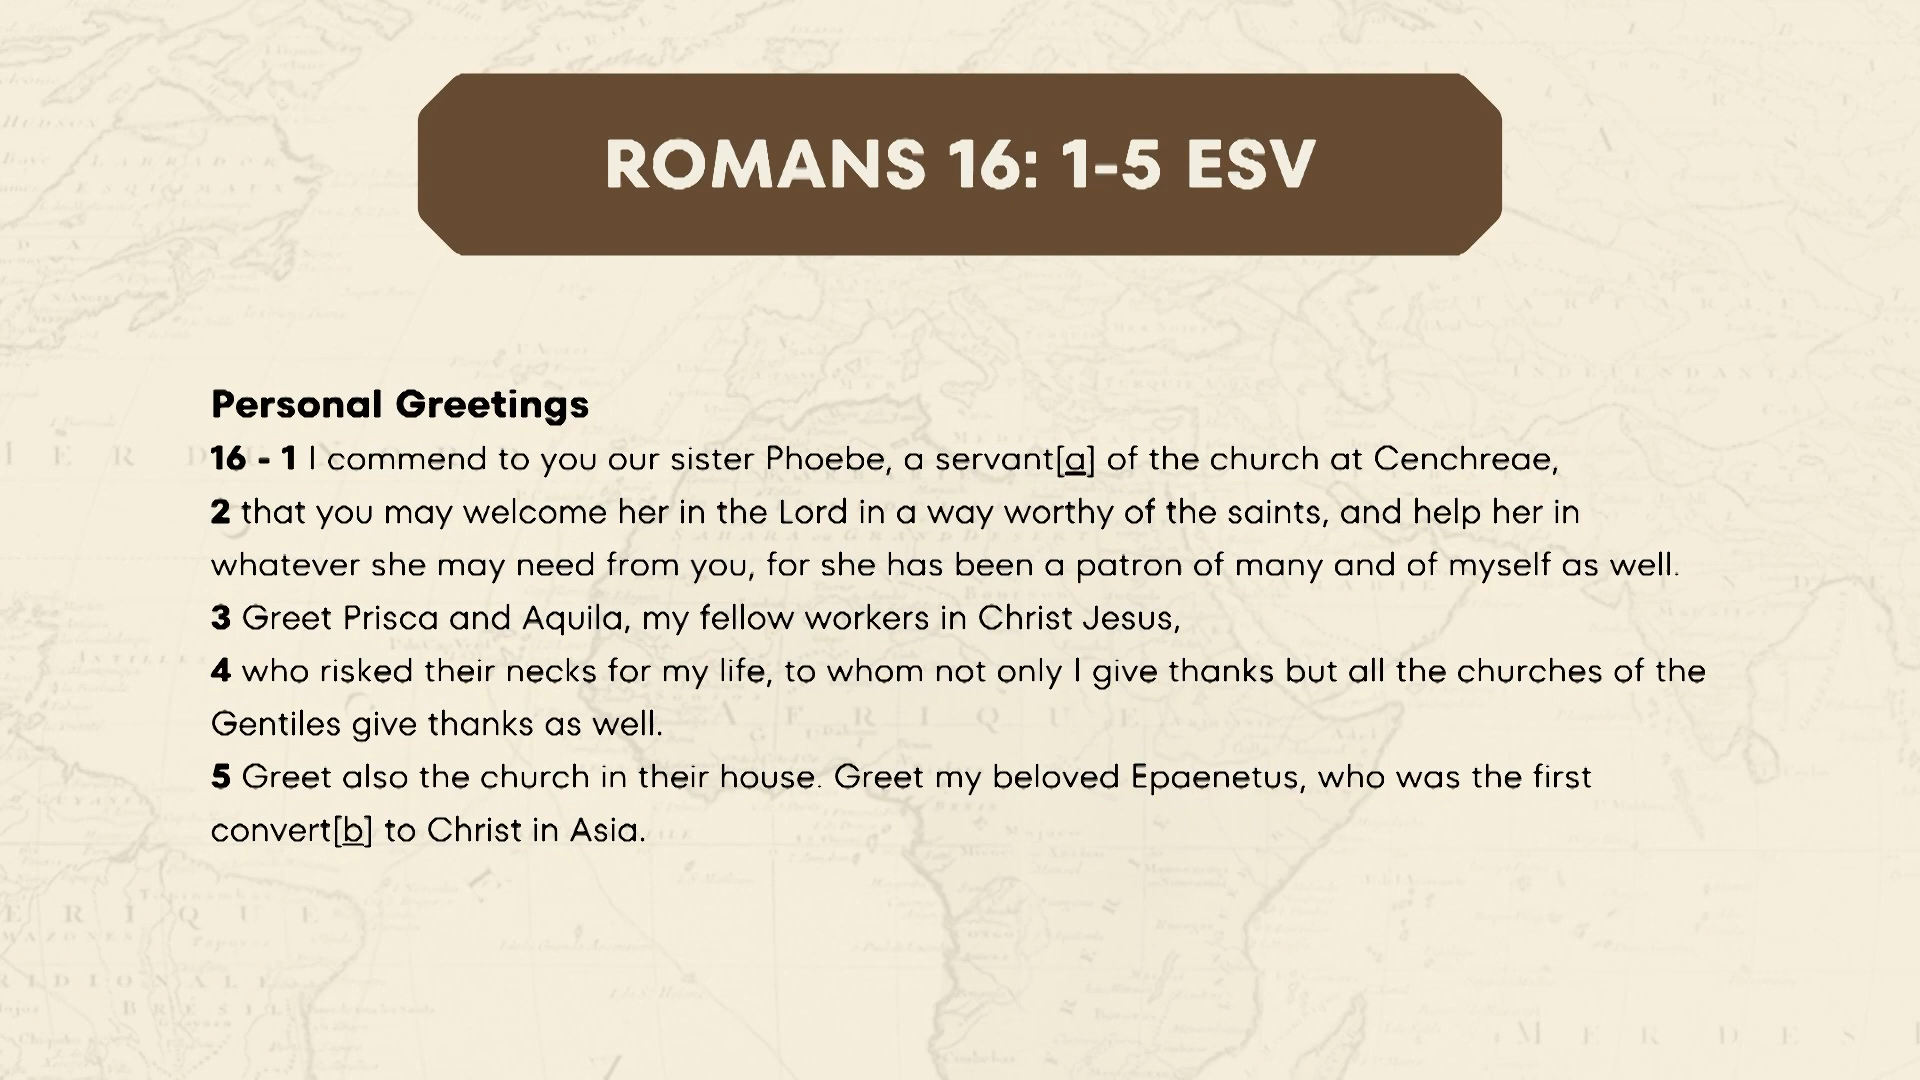 ROMANS 16: 1-5 ESV
Personal Greetings
16 - 1 I commend to you our sister Phoebe, a servant[a] of the church at Cenchreae,
2 that you may welcome her in the Lord in a way worthy of the saints, and help her in
whatever she may need from you, for she has been a patron of many and of myself as well.
3 Greet Prisca and Aquila, my fellow workers in Christ Jesus,
4 who risked their necks for my life, to whom not only I give thanks but all the churches of the
Gentiles give thanks as well.
5 Greet also the church in their house. Greet my beloved Epaenetus, who was the first
convert[b] to Christ in Asia.